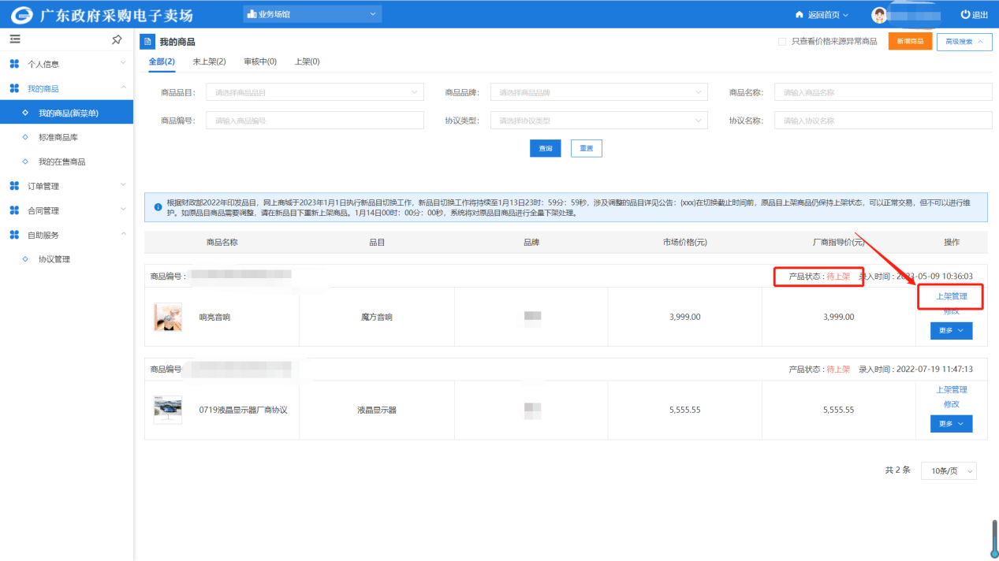 广东政府采购电子卖场
业务场馆
返回首页
退出
个人信息
我的商品
我的商品(新菜单)
标准商品库
我的在售商品
订单管理
合同管理
自助服务
协议管理
我的商品
只查看价格来源异常商品
新增商品
高级搜索
全部(2) 未上架(2) 审核中(0) 上架(0)
商品品目: 请选择商品品目 商品品牌: 请选择商品品牌 商品名称: 请输入商品名称
商品编号: 请输入商品编号 协议类型: 请选择协议类型 协议名称: 请输入协议名称
查询 重置
根据财政部2022年印发品目，网上商城于2023年1月1日执行新品目切换工作，新品目切换工作将持续至1月13日23时：59分：59秒，涉及调整的品目详见公告：{xxx}在切换截止时间前，原品目上架商品仍保持上架状态，可以正常交易，但不可以进行维
护。如原品目商品需要调整，请在新品目下重新上架商品。1月14日00时：00分：00秒，系统将对原品目商品进行全量下架处理。
商品名称 品目 品牌 市场价格(元) 厂商指导价(元) 操作
商品编号 : 产品状态 : 待上架 录入时间 : 2023-05-09 10:36:03
响亮音响 魔方音响 3,999.00 3,999.00 上架管理
修改
更多
商品编号 产品状态 : 待上架 录入时间 : 2022-07-19 11:47:13
0719液晶显示器厂商协议 液晶显示器 5,555.55 5,555.55 上架管理
修改
更多
共 2 条 10条/页